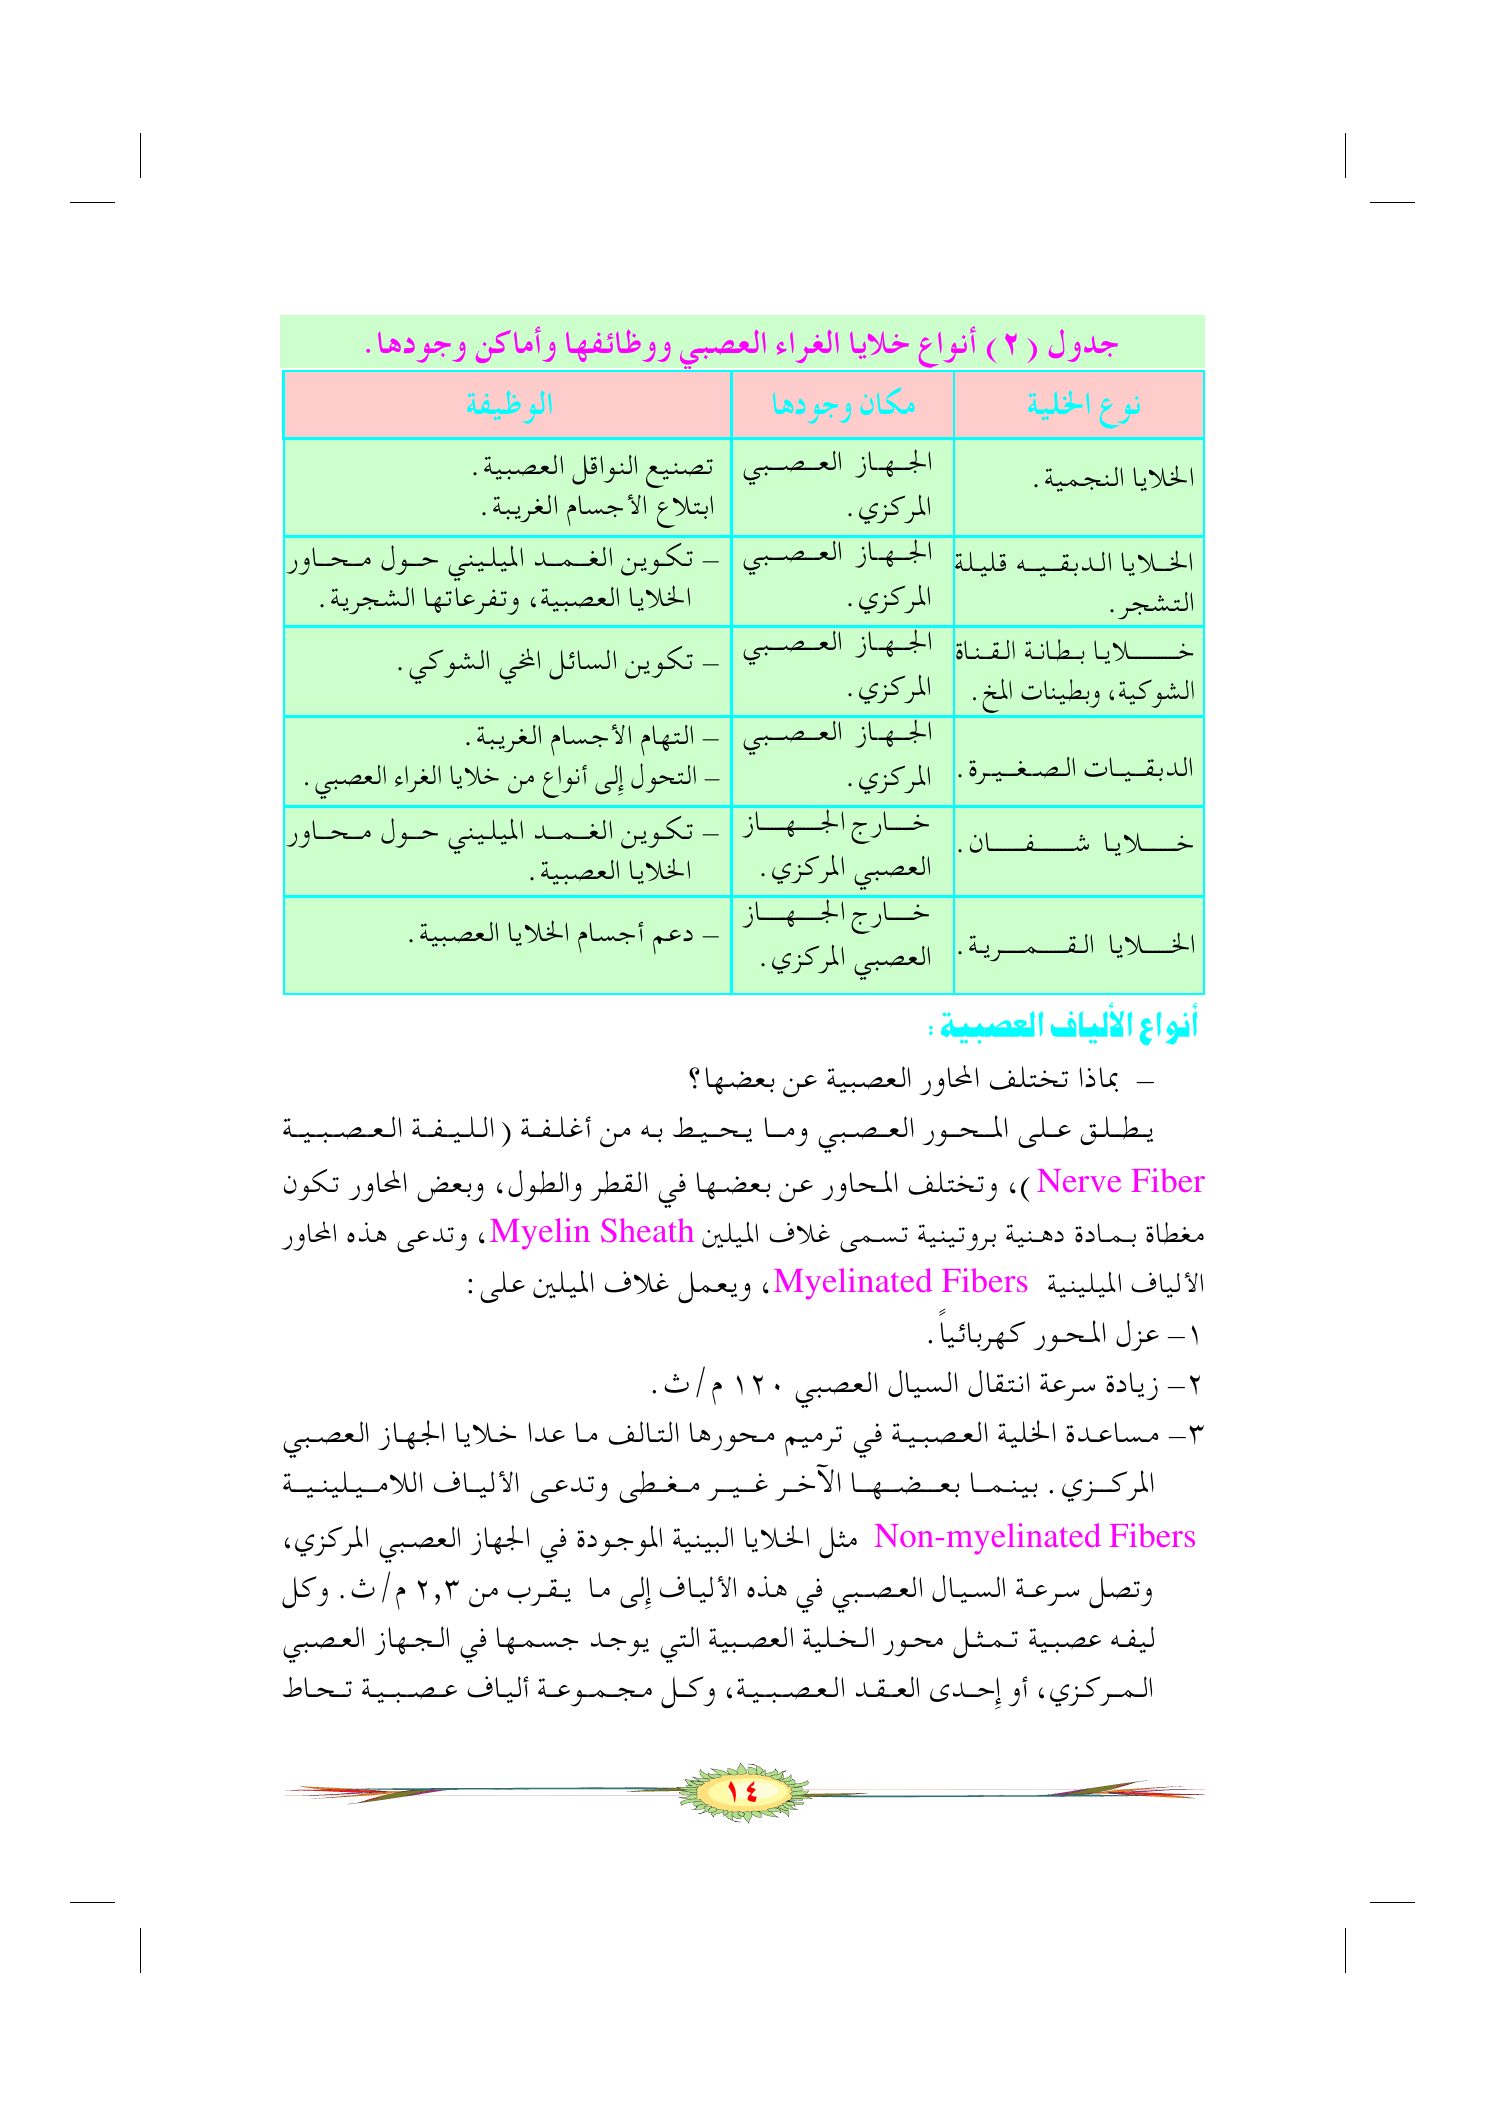 جدول (٢) أنواع خلايا الغراء العصبي ووظائفها وأماكن وجودها.
نوع الخلية
مكان وجودها
الوظيفة
الخلايا النجمية.
الجهاز العصبي
المركزي.
تصنيع النواقل العصبية.
ابتلاع الأجسام الغريبة.
الخلايا الدبقيه قليلة
التشجر.
الجهاز العصبي
المركزي.
– تكوين الغمد الميليني حول محاور
الخلايا العصبية، وتفرعاتها الشجرية.
خلايا بطانة القناة
الشوكية، وبطينات المخ.
الجهاز العصبي
المركزي.
– تكوين السائل المخي الشوكي.
الدبقيات الصغيرة.
الجهاز العصبي
المركزي.
– التهام الأجسام الغريبة.
– التحول إلى أنواع من خلايا الغراء العصبي.
خلايا شفان.
خارج الجهاز
العصبي المركزي.
– تكوين الغمد الميليني حول محاور
الخلايا العصبية.
الخلايا القمرية.
خارج الجهاز
العصبي المركزي.
– دعم أجسام الخلايا العصبية.
أنواع الألياف العصبية :
– بماذا تختلف المحاور العصبية عن بعضها؟
يطلق على المحور العصبي وما يحيط به من أغلفة (الليفة العصبية
Nerve Fiber )، وتختلف المحاور عن بعضها في القطر والطول، وبعض المحاور تكون
مغطاة بمادة دهنية بروتينية تسمى غلاف الميلين Myelin Sheath، وتدعى هذه المحاور
الألياف الميلينية Myelinated Fibers، ويعمل غلاف الميلين على :
١– عزل المحور كهربائياً.
٢– زيادة سرعة انتقال السيال العصبي ١٢٠ م/ث.
٣– مساعدة الخلية العصبية في ترميم محورها التالف ما عدا خلايا الجهاز العصبي
المركزي. بينما بعضها الآخر غير مغطى وتدعى الألياف اللاميلينية
Non-myelinated Fibers مثل الخلايا البينية الموجودة في الجهاز العصبي المركزي،
وتصل سرعة السيال العصبي في هذه الألياف إلى ما يقرب من ٢,٣ م/ث. وكل
ليفه عصبية تمثل محور الخلية العصبية التي يوجد جسمها في الجهاز العصبي
المركزي، أو إحدى العقد العصبية، وكل مجموعة ألياف عصبية تحاط
١٤